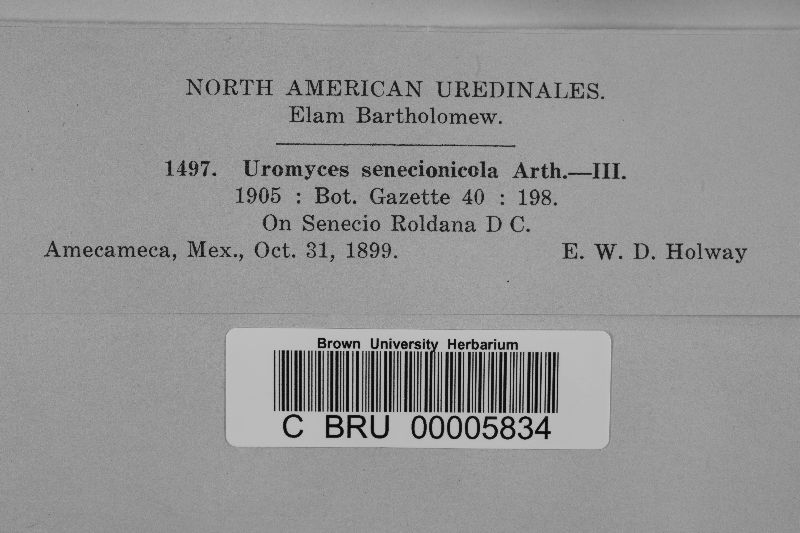 NORTH AMERICAN UREDINALES.
Elam Bartholomew.
1497. Uromyces senecionicola Arth.—III.
1905 : Bot. Gazette 40 : 198.
On Senecio Roldana D C.
Amecameca, Mex., Oct. 31, 1899. E. W. D. Holway
Brown University Herbarium
C BRU 00005834